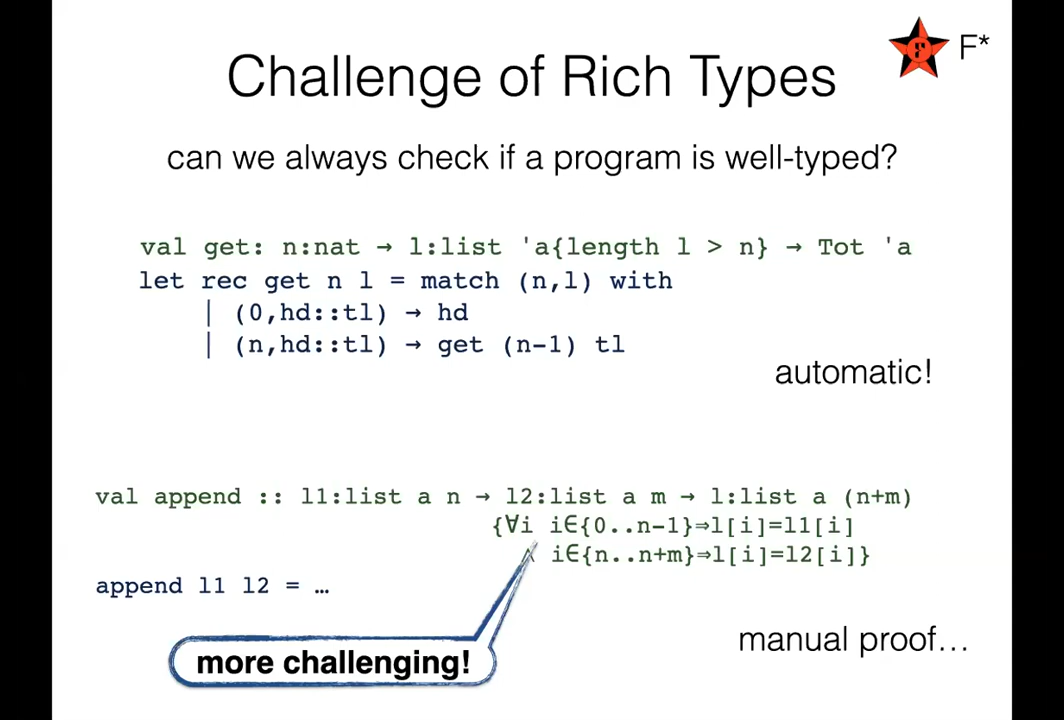 F*
Challenge of Rich Types
can we always check if a program is well-typed?
val get: n:nat → l:list 'a{length l > n} → Tot 'a
let rec get n l = match (n,l) with
| (0,hd::tl) → hd
| (n,hd::tl) → get (n-1) tl
automatic!
val append :: l1:list a n → l2:list a m → l:list a (n+m)
{∀i i∈{0..n-1}⇒l[i]=l1[i]
∧ i∈{n..n+m}⇒l[i]=l2[i]}
append l1 l2 = …
manual proof…
more challenging!